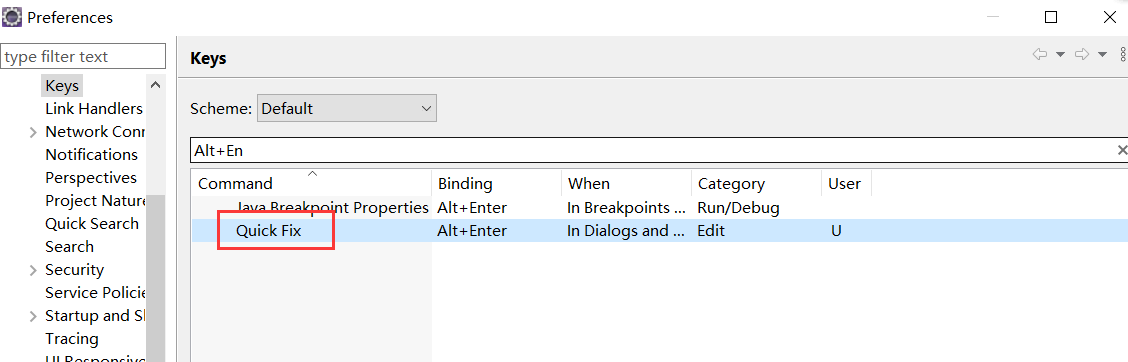 Preferences
type filter text
Keys
Link Handlers
Network Conn
Notifications
Perspectives
Project Nature
Quick Search
Search
Security
Service Policie
Startup and Sh
Tracing
UI Responsive
Keys
Scheme: Default
Alt+En
Command Binding When Category User
Java Breakpoint Properties Alt+Enter In Breakpoints ... Run/Debug
Quick Fix Alt+Enter In Dialogs and ... Edit U